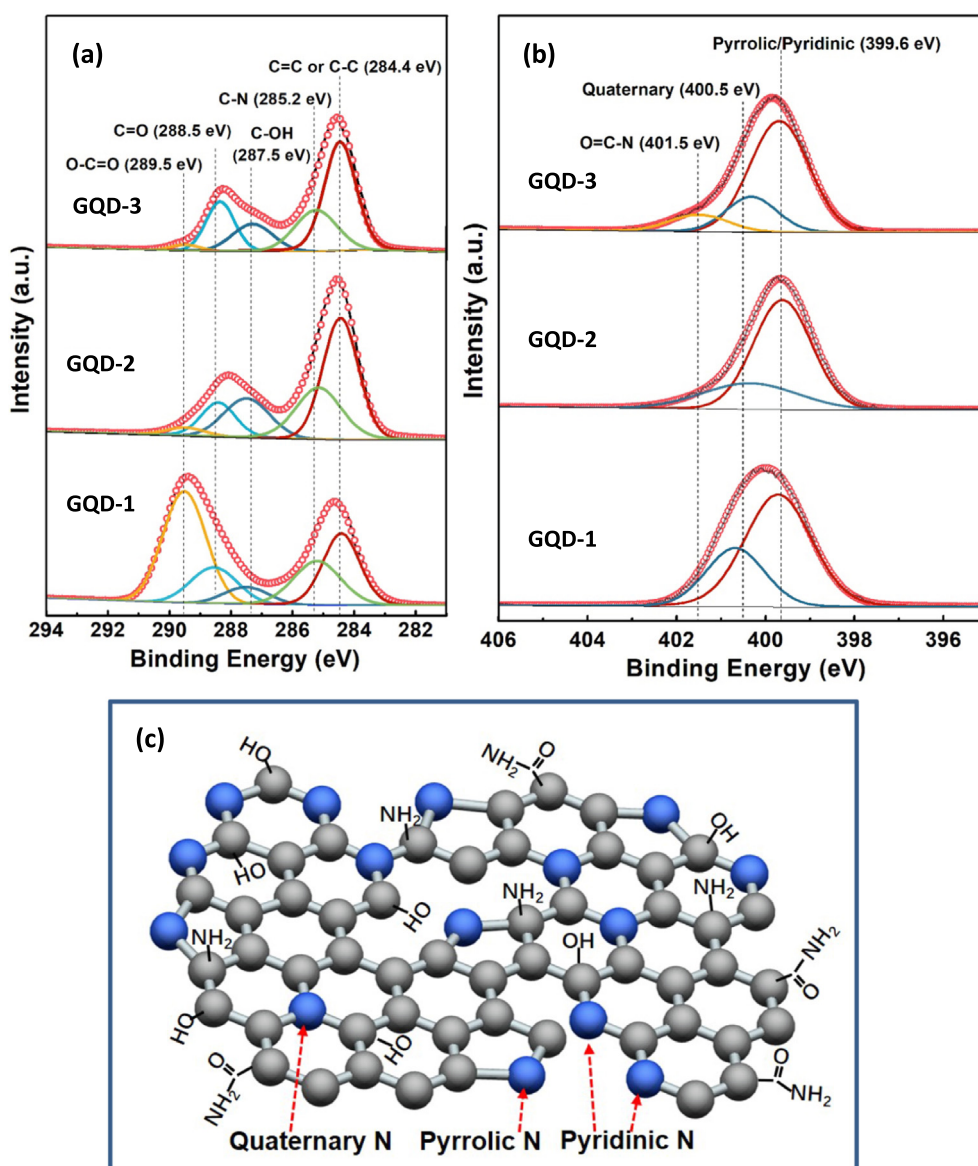 (a)
C=C or C-C (284.4 eV)
C-N (285.2 eV)
C=O (288.5 eV)
C-OH
(287.5 eV)
O-C=O (289.5 eV)
GQD-3
GQD-2
GQD-1
Intensity (a.u.)
294 292 290 288 286 284 282
Binding Energy (eV)
(b)
Pyrrolic/Pyridinic (399.6 eV)
Quaternary (400.5 eV)
O=C-N (401.5 eV)
GQD-3
GQD-2
GQD-1
Intensity (a.u.)
406 404 402 400 398 396
Binding Energy (eV)
(c)
HO
NH2
O
NH2
OH
HO
NH2
NH2
HO
NH2
OH
NH2
O
HO
HO
O
NH2
O
NH2
Quaternary N
Pyrrolic N
Pyridinic N